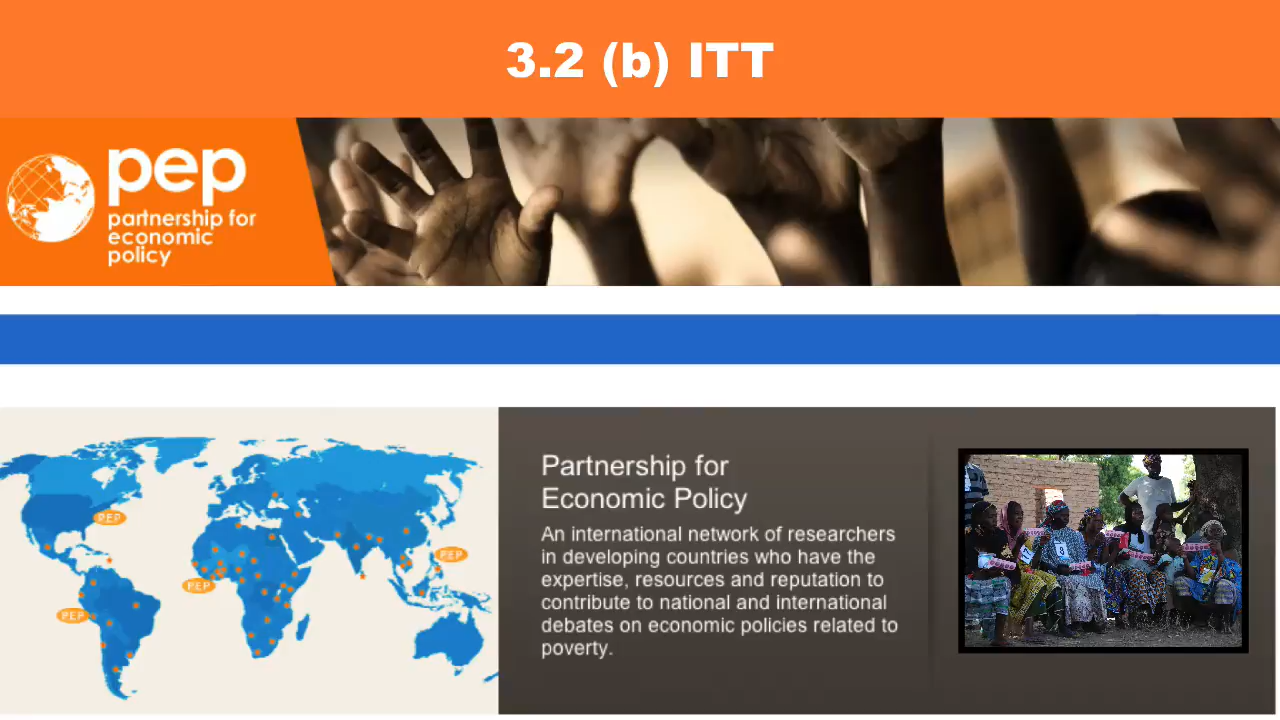 3.2 (b) ITT
pep
partnership for
economic
policy
PEP
PEP
PEP
PEP
Partnership for
Economic Policy
An international network of researchers
in developing countries who have the
expertise, resources and reputation to
contribute to national and international
debates on economic policies related to
poverty.